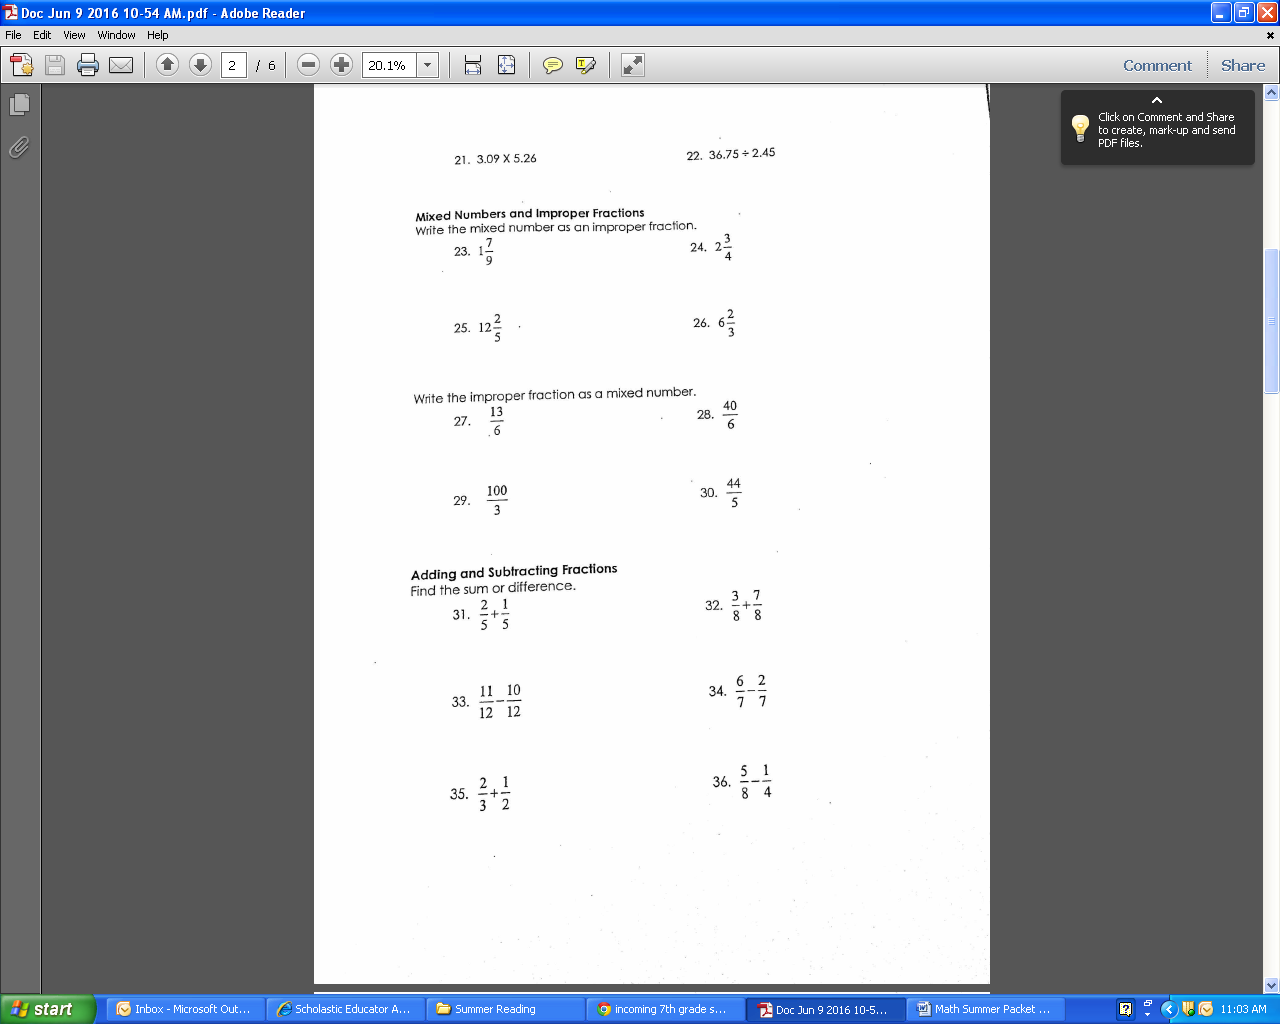 Doc Jun 9 2016 10-54 AM.pdf - Adobe Reader
File Edit View Window Help
2 / 6 20.1% Comment Share
Click on Comment and Share
to create, mark-up and send
PDF files.
21. 3.09 X 5.26 22. 36.75 ÷ 2.45
Mixed Numbers and Improper Fractions
Write the mixed number as an improper fraction.
23. 1 7/9 24. 2 3/4
25. 12 2/5 26. 6 2/3
Write the improper fraction as a mixed number.
27. 13/6 28. 40/6
29. 100/3 30. 44/5
Adding and Subtracting Fractions
Find the sum or difference.
31. 2/5 + 1/5 32. 3/8 + 7/8
33. 11/12 − 10/12 34. 6/7 − 2/7
35. 2/3 + 1/2 36. 5/8 − 1/4
start Inbox - Microsoft Out... Scholastic Educator A... Summer Reading incoming 7th grade s... Doc Jun 9 2016 10-5... Math Summer Packet ... 11:03 AM